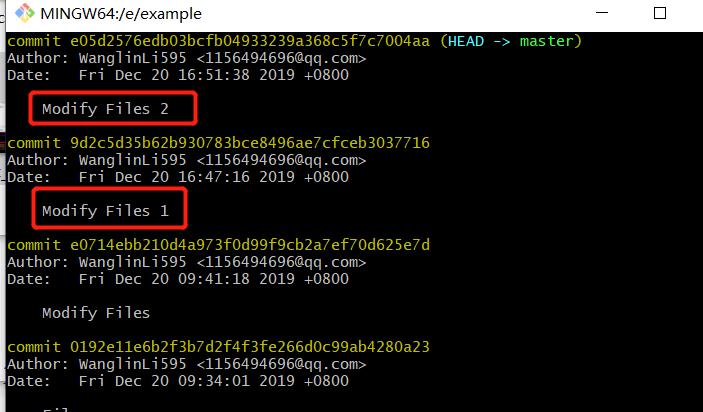 MINGW64:/e/example
commit e05d2576edb03bcfb04933239a368c5f7c7004aa (HEAD -> master)
Author: WanglinLi595 <1156494696@qq.com>
Date:   Fri Dec 20 16:51:38 2019 +0800
Modify Files 2
commit 9d2c5d35b62b930783bce8496ae7cfceb3037716
Author: WanglinLi595 <1156494696@qq.com>
Date:   Fri Dec 20 16:47:16 2019 +0800
Modify Files 1
commit e0714ebb210d4a973f0d99f9cb2a7ef70d625e7d
Author: WanglinLi595 <1156494696@qq.com>
Date:   Fri Dec 20 09:41:18 2019 +0800
Modify Files
commit 0192e11e6b2f3b7d2f4f3fe266d0c99ab4280a23
Author: WanglinLi595 <1156494696@qq.com>
Date:   Fri Dec 20 09:34:01 2019 +0800